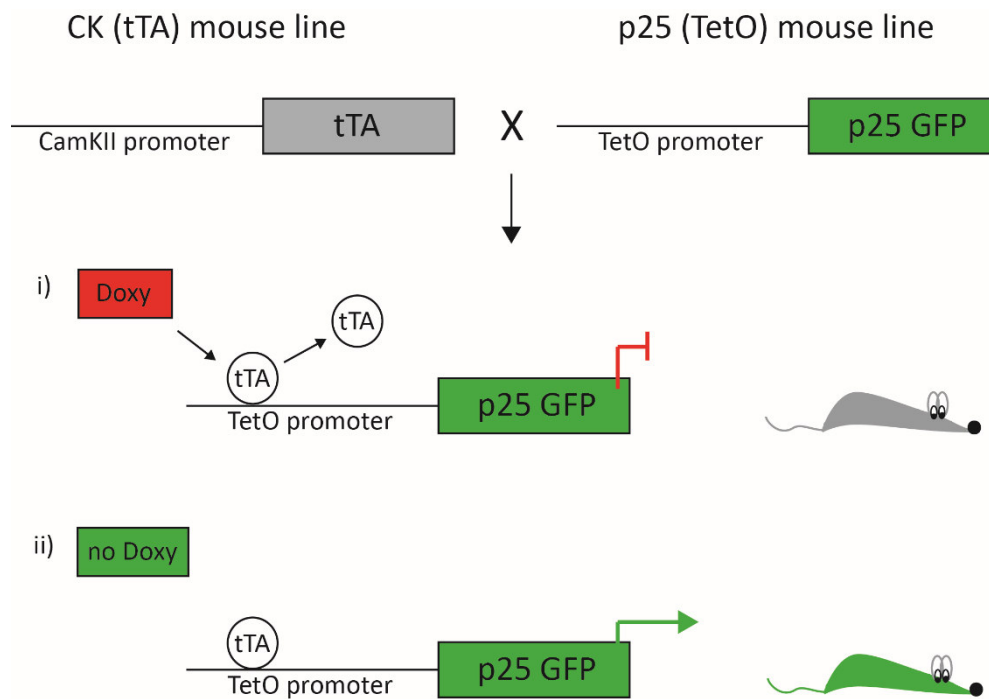 CK (tTA) mouse line
p25 (TetO) mouse line
CamKII promoter
tTA
X
TetO promoter
p25 GFP
i)
Doxy
tTA
tTA
TetO promoter
p25 GFP
ii)
no Doxy
tTA
TetO promoter
p25 GFP